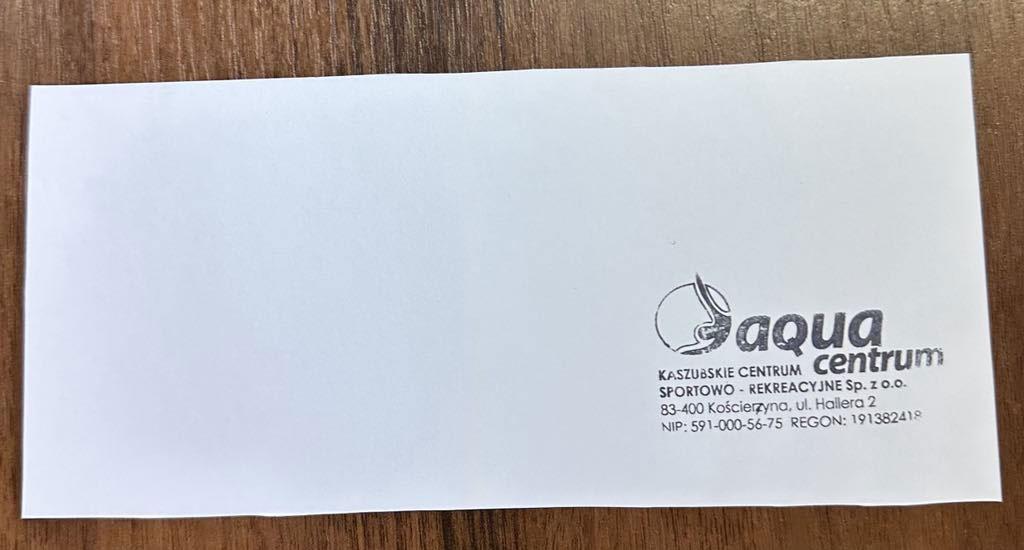 aqua
centrum
KASZUBSKIE CENTRUM
SPORTOWO - REKREACYJNE Sp. z o.o.
83-400 Kościerzyna, ul. Hallera 2
NIP: 591-000-56-75 REGON: 191382418